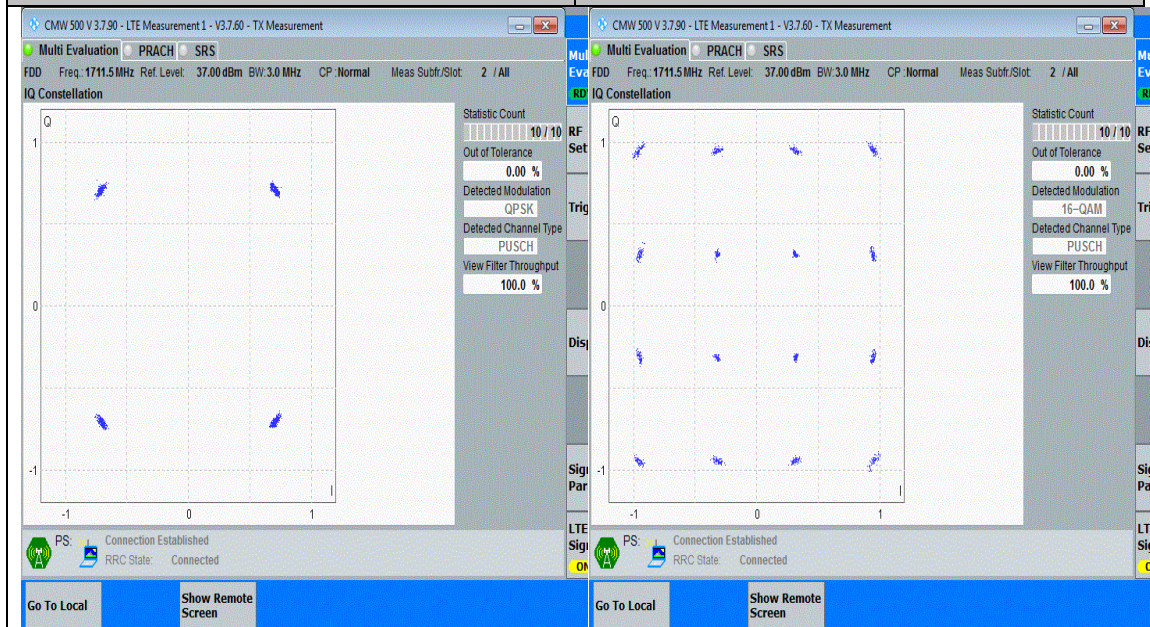 CMW 500 V 3.7.90 - LTE Measurement 1 - V3.7.60 - TX Measurement
Multi Evaluation PRACH SRS
FDD Freq.: 1711.5 MHz Ref. Level: 37.00 dBm BW: 3.0 MHz CP : Normal Meas Subfr./Slot: 2 / All
IQ Constellation
Q
1
0
-1
-1 0 1
I
Statistic Count
10 / 10
Out of Tolerance
0.00 %
Detected Modulation
QPSK
Detected Channel Type
PUSCH
View Filter Throughput
100.0 %
RF
Set
Trig
PS: Connection Established
RRC State: Connected
LTE
Go To Local
Show Remote
Screen
CMW 500 V 3.7.90 - LTE Measurement 1 - V3.7.60 - TX Measurement
Multi Evaluation PRACH SRS
FDD Freq.: 1711.5 MHz Ref. Level: 37.00 dBm BW: 3.0 MHz CP : Normal Meas Subfr./Slot: 2 / All
IQ Constellation
Q
1
0
-1
-1 0 1
I
Statistic Count
10 / 10
Out of Tolerance
0.00 %
Detected Modulation
16-QAM
Detected Channel Type
PUSCH
View Filter Throughput
100.0 %
RF
PS: Connection Established
RRC State: Connected
Go To Local
Show Remote
Screen